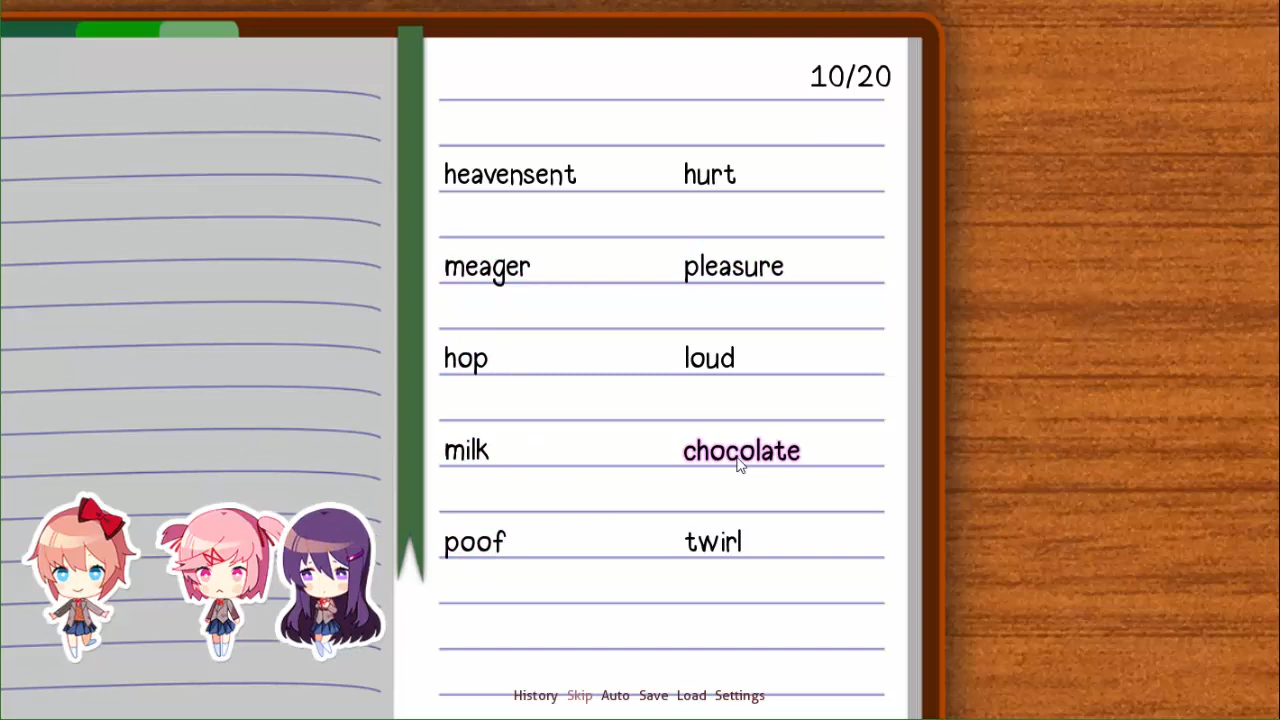 10/20
heavensent hurt
meager pleasure
hop loud
milk chocolate
poof twirl
History Skip Auto Save Load Settings